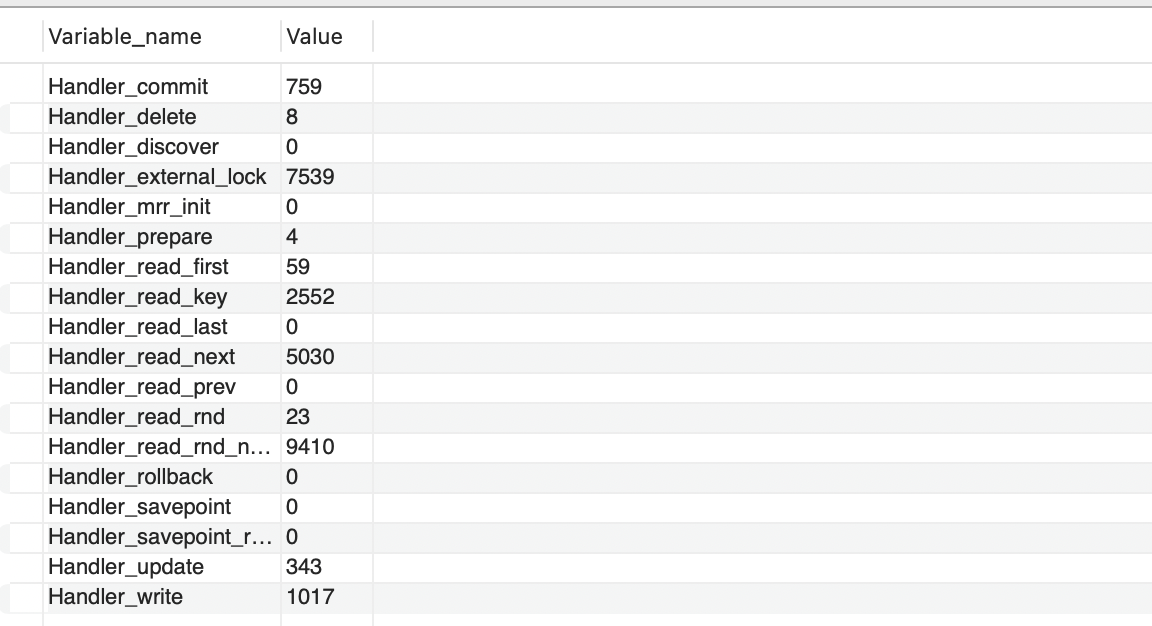 Variable_name Value
Handler_commit 759
Handler_delete 8
Handler_discover 0
Handler_external_lock 7539
Handler_mrr_init 0
Handler_prepare 4
Handler_read_first 59
Handler_read_key 2552
Handler_read_last 0
Handler_read_next 5030
Handler_read_prev 0
Handler_read_rnd 23
Handler_read_rnd_n... 9410
Handler_rollback 0
Handler_savepoint 0
Handler_savepoint_r... 0
Handler_update 343
Handler_write 1017